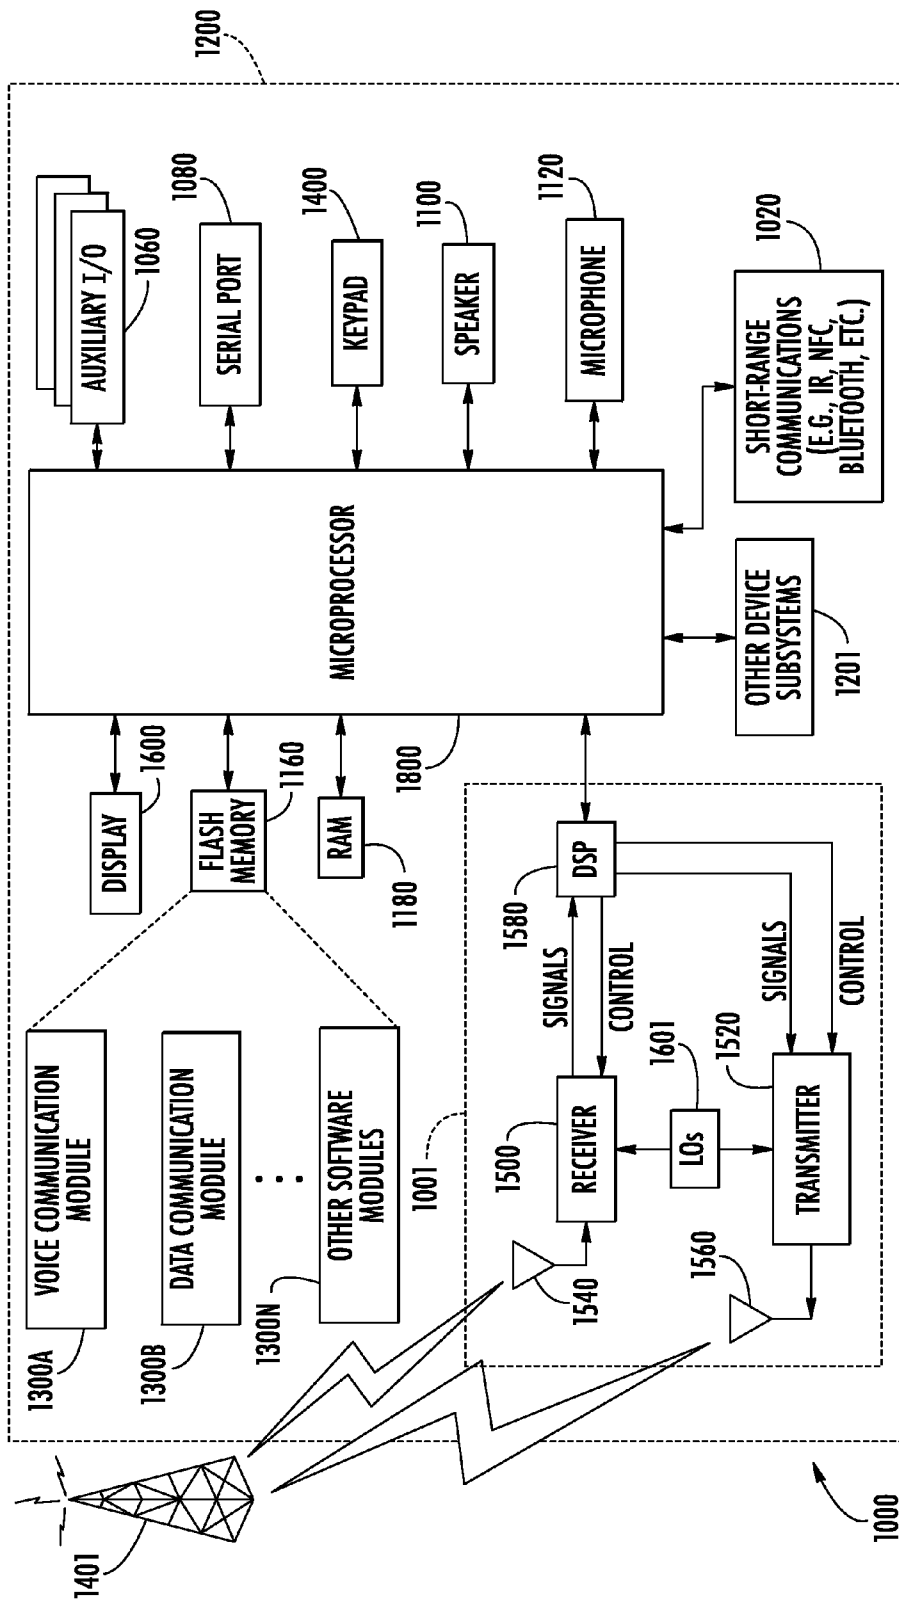 1200
AUXILIARY I/O
1060
SERIAL PORT
1080
KEYPAD
1400
SPEAKER
1100
MICROPHONE
1120
SHORT-RANGE
COMMUNICATIONS
(E.G., IR, NFC,
BLUETOOTH, ETC.)
1020
MICROPROCESSOR
1800
OTHER DEVICE
SUBSYSTEMS
1201
DISPLAY
1600
FLASH
MEMORY
1160
RAM
1180
VOICE COMMUNICATION
MODULE
1300A
DATA COMMUNICATION
MODULE
1300B
OTHER SOFTWARE
MODULES
1300N
1001
DSP
1580
SIGNALS
CONTROL
SIGNALS
CONTROL
RECEIVER
1500
LOs
1601
TRANSMITTER
1520
1540
1560
1401
1000